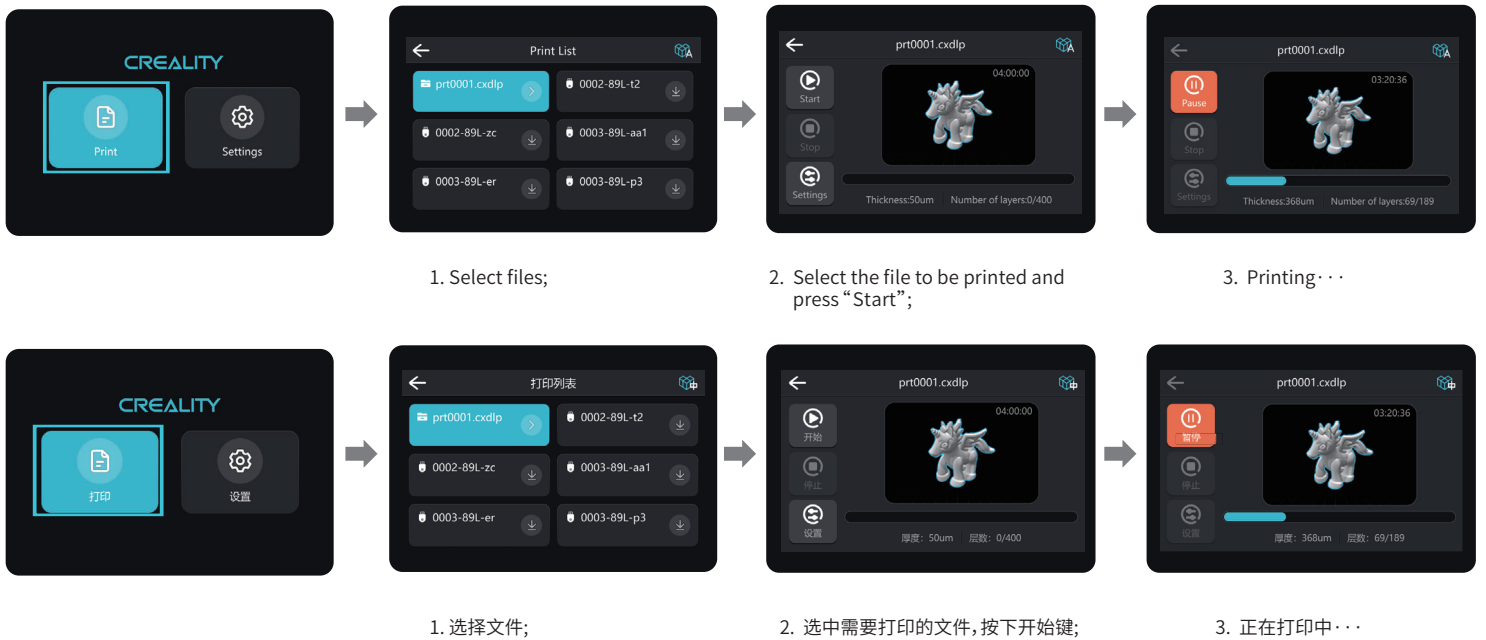 CREALITY
Print
Settings
Print List
A
prt0001.cxdlp
0002-89L-t2
0002-89L-zc
0003-89L-aa1
0003-89L-er
0003-89L-p3
prt0001.cxdlp
A
Start
04:00:00
Stop
Settings
Thickness:50um
Number of layers:0/400
prt0001.cxdlp
A
Pause
03:20:36
Stop
Settings
Thickness:368um
Number of layers:69/189
1. Select files;
2. Select the file to be printed and
press “Start”;
3. Printing···
CREALITY
打印
设置
打印列表
中
prt0001.cxdlp
0002-89L-t2
0002-89L-zc
0003-89L-aa1
0003-89L-er
0003-89L-p3
prt0001.cxdlp
中
开始
04:00:00
停止
设置
厚度：50um
层数：0/400
prt0001.cxdlp
中
暂停
03:20:36
停止
设置
厚度：368um
层数：69/189
1. 选择文件;
2. 选中需要打印的文件,按下开始键;
3. 正在打印中···